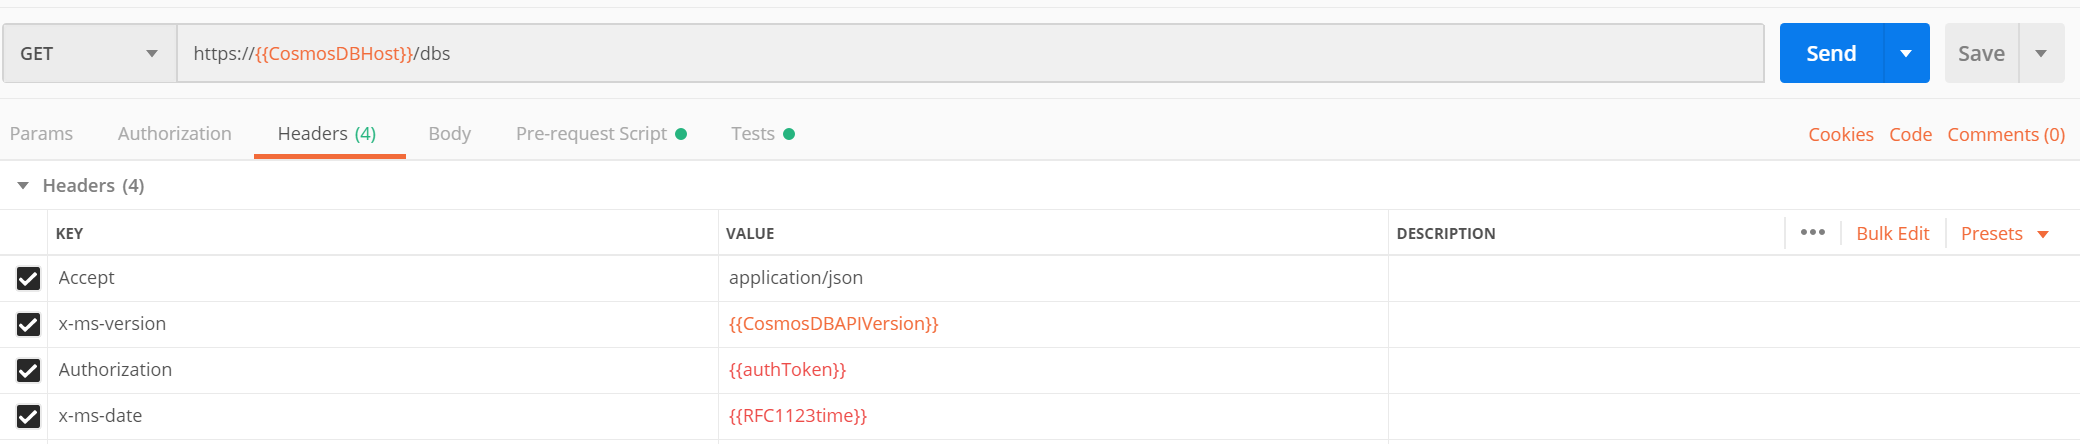 GET https://{{CosmosDBHost}}/dbs Send Save
Params Authorization Headers (4) Body Pre-request Script Tests Cookies Code Comments (0)
Headers (4)
KEY VALUE DESCRIPTION ••• Bulk Edit Presets
Accept application/json
x-ms-version {{CosmosDBAPIVersion}}
Authorization {{authToken}}
x-ms-date {{RFC1123time}}